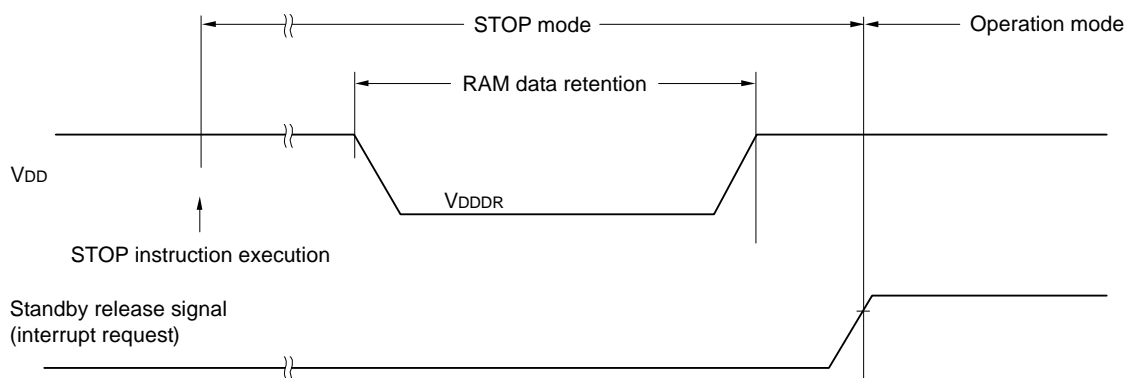 STOP mode
Operation mode
RAM data retention
VDD
VDDDR
STOP instruction execution
Standby release signal
(interrupt request)